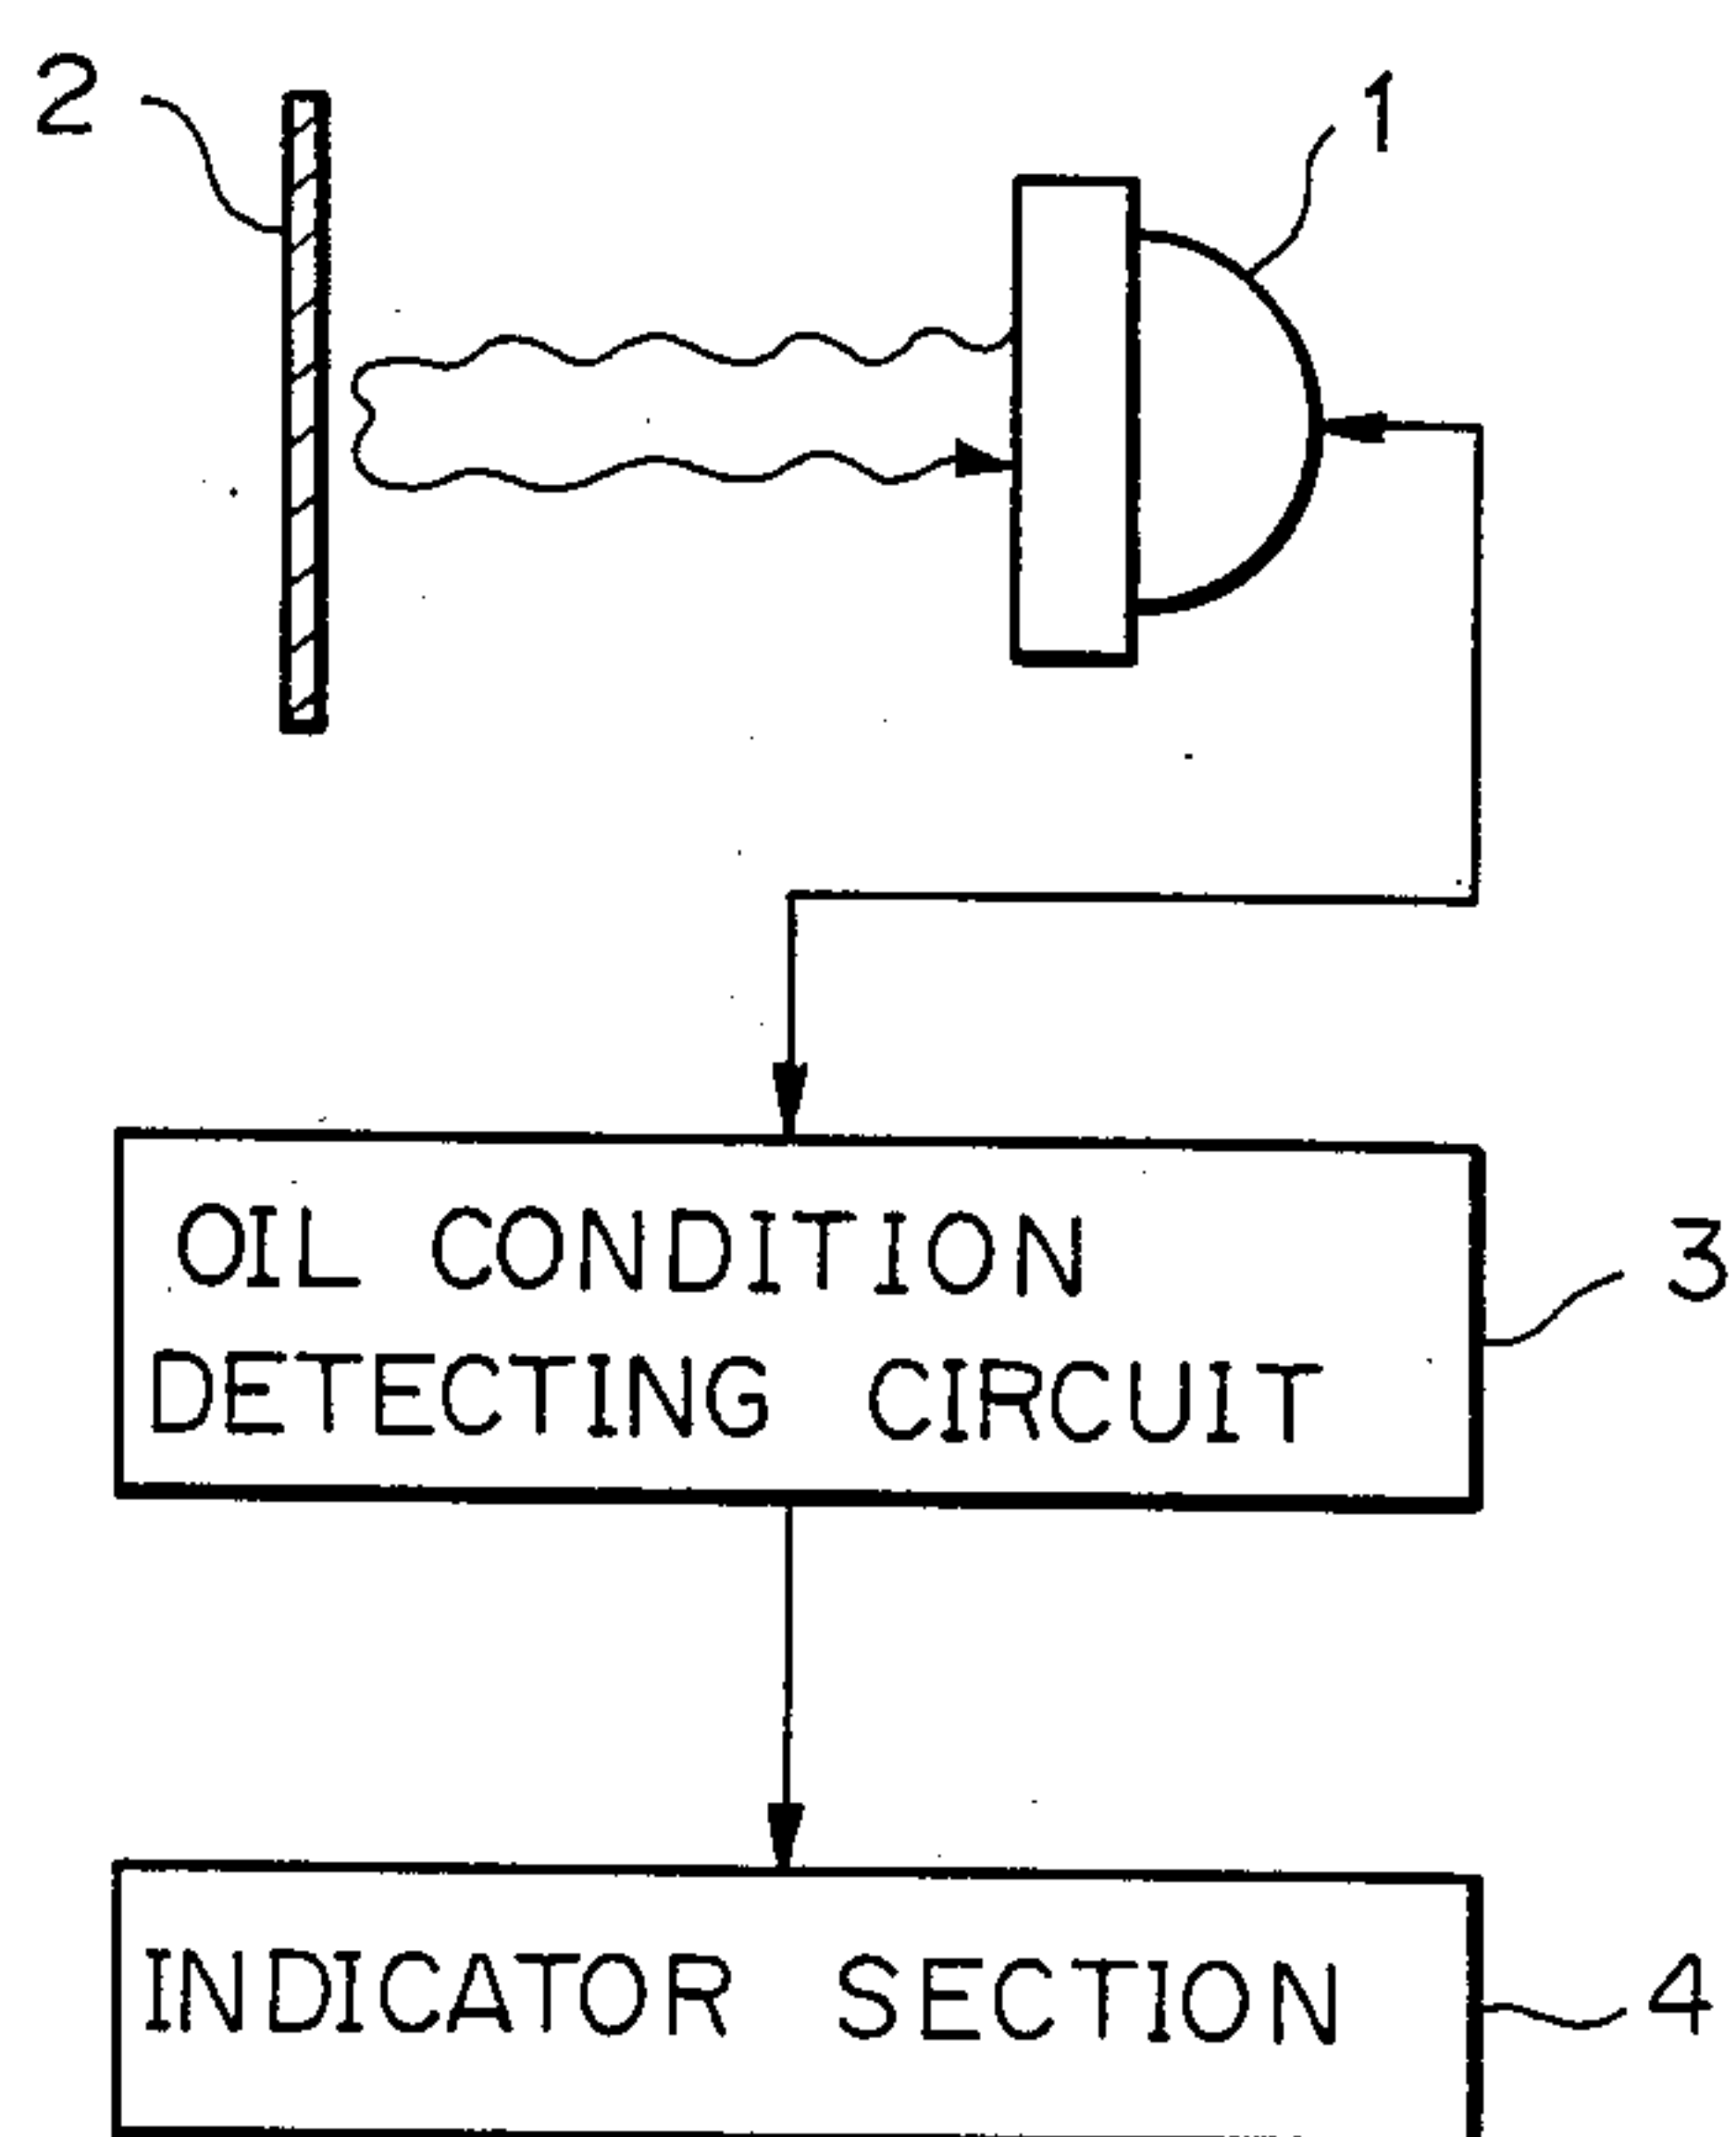 2
1
OIL CONDITION
DETECTING CIRCUIT
3
INDICATOR SECTION
4